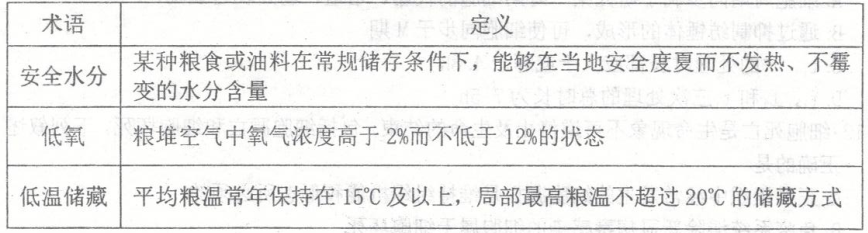 术语 定义
安全水分 某种粮食或油料在常规储存条件下，能够在当地安全度夏而不发热、不霉
变的水分含量
低氧 粮堆空气中氧气浓度高于2%而不低于12%的状态
低温储藏 平均粮温常年保持在15℃及以上，局部最高粮温不超过20℃的储藏方式